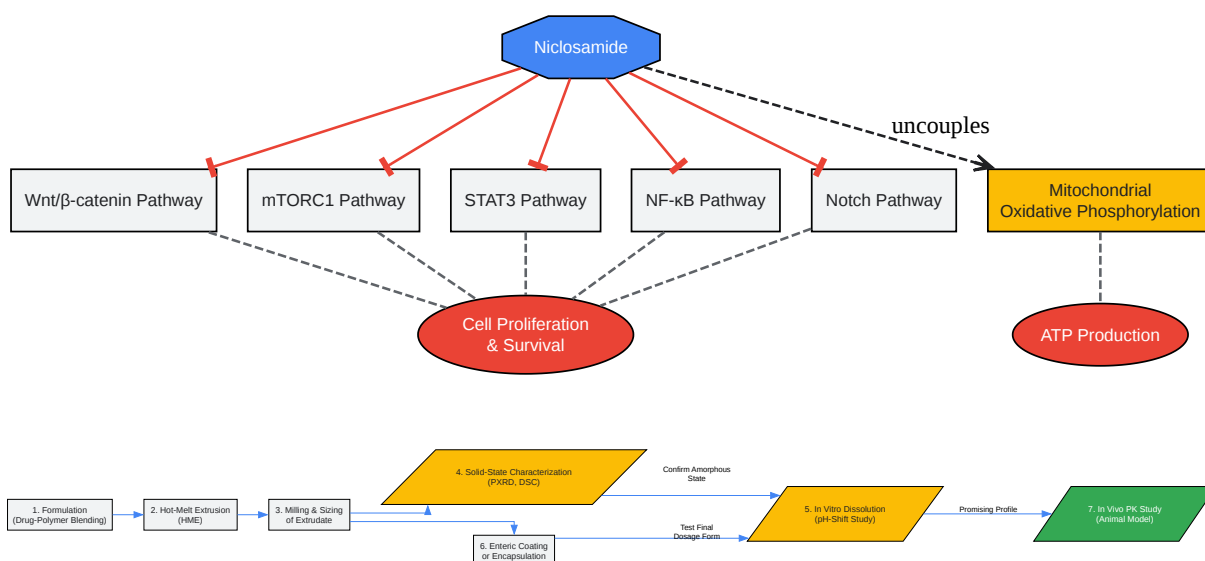 Niclosamide
uncouples
Wnt/β-catenin Pathway
mTORC1 Pathway
STAT3 Pathway
NF-κB Pathway
Notch Pathway
Mitochondrial
Oxidative Phosphorylation
Cell Proliferation
& Survival
ATP Production
1. Formulation
(Drug-Polymer Blending)
2. Hot-Melt Extrusion
(HME)
3. Milling & Sizing
of Extrudate
4. Solid-State Characterization
(PXRD, DSC)
Confirm Amorphous
State
6. Enteric Coating
or Encapsulation
Test Final
Dosage Form
5. In Vitro Dissolution
(pH-Shift Study)
Promising Profile
7. In Vivo PK Study
(Animal Model)